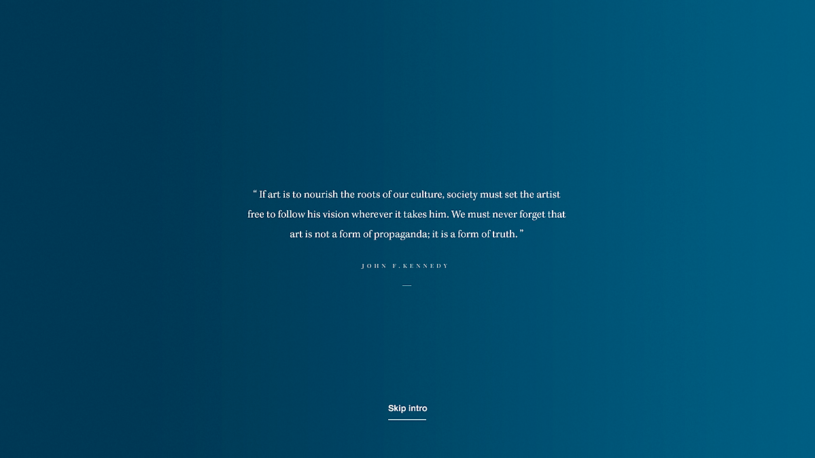 “ If art is to nourish the roots of our culture, society must set the artist
free to follow his vision wherever it takes him. We must never forget that
art is not a form of propaganda; it is a form of truth. ”
JOHN F.KENNEDY
Skip intro